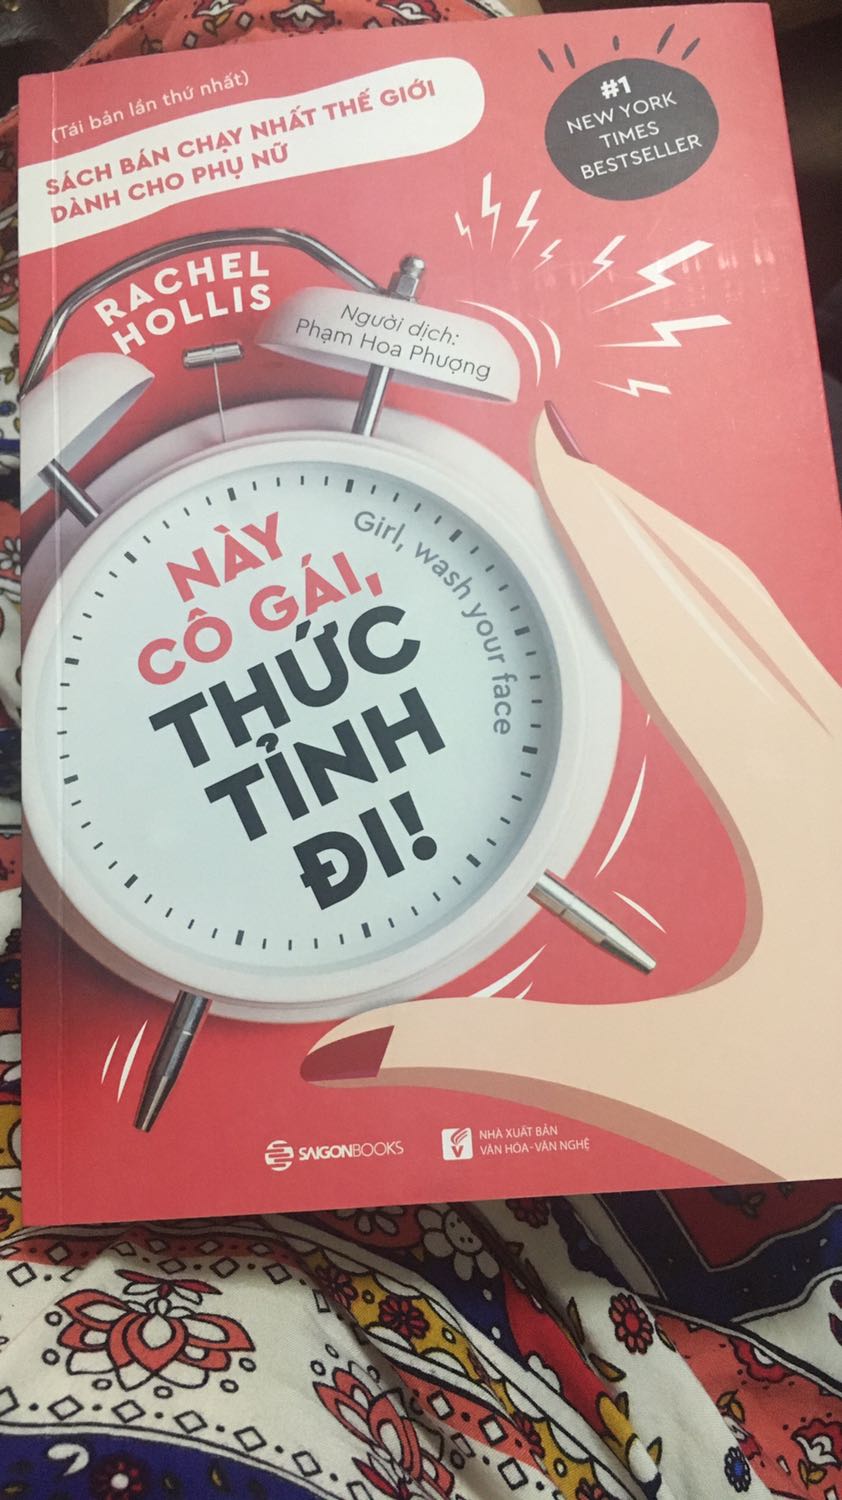 (Tái bản lần thứ nhất)
SÁCH BÁN CHẠY NHẤT THẾ GIỚI
DÀNH CHO PHỤ NỮ
#1
NEW YORK
TIMES
BESTSELLER
RACHEL
HOLLIS
Người dịch:
Phạm Hoa Phượng
NÀY
CÔ GÁI,
THỨC
TỈNH
ĐI!
Girl, wash your face
SAIGONBOOKS
NHÀ XUẤT BẢN
VĂN HÓA-VĂN NGHỆ